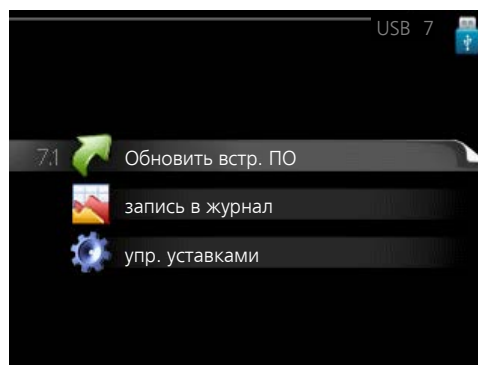 USB 7
7.1 Обновить встр. ПО
запись в журнал
упр. уставками